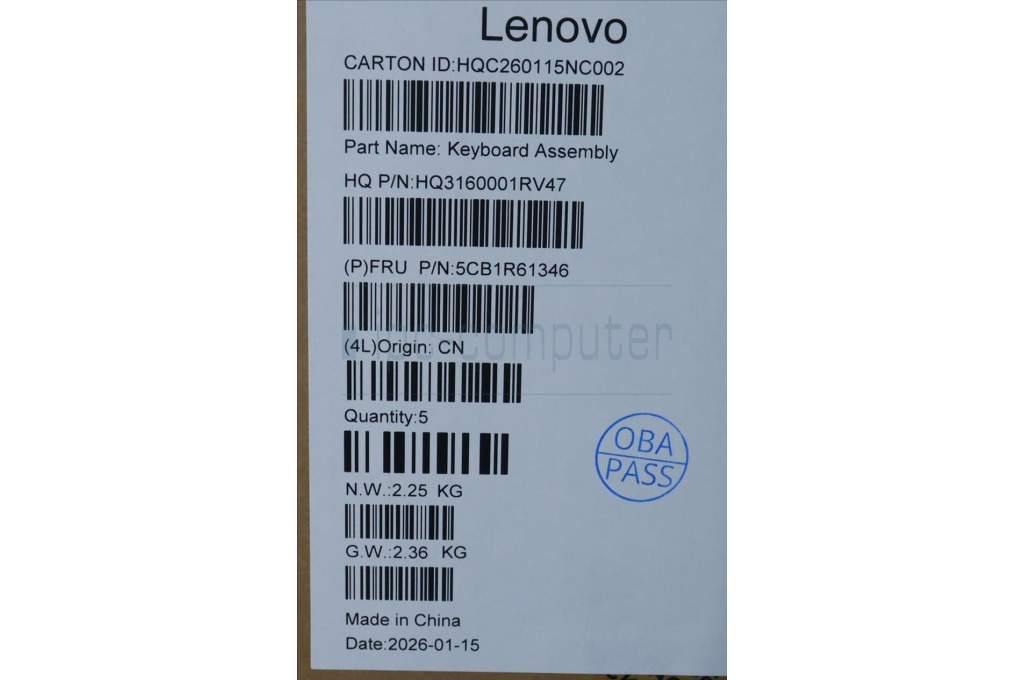 Lenovo
CARTON ID:HQC260115NC002
Part Name: Keyboard Assembly
HQ P/N:HQ3160001RV47
(P)FRU P/N:5CB1R61346
(4L)Origin: CN
computer
Quantity:5
OBA
PASS
N.W.:2.25 KG
G.W.:2.36 KG
Made in China
Date:2026-01-15